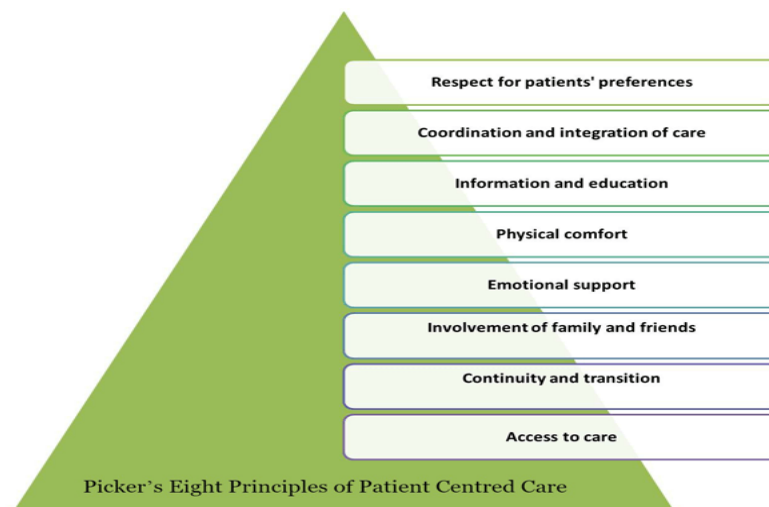 Respect for patients' preferences
Coordination and integration of care
Information and education
Physical comfort
Emotional support
Involvement of family and friends
Continuity and transition
Access to care
Picker's Eight Principles of Patient Centred Care